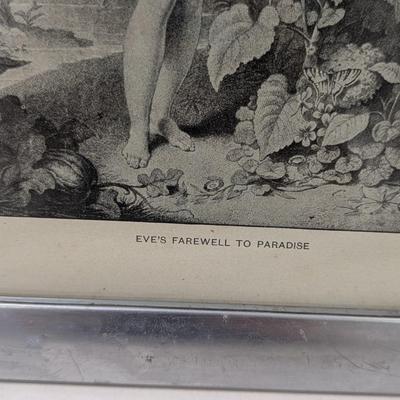 EVE'S FAREWELL TO PARADISE